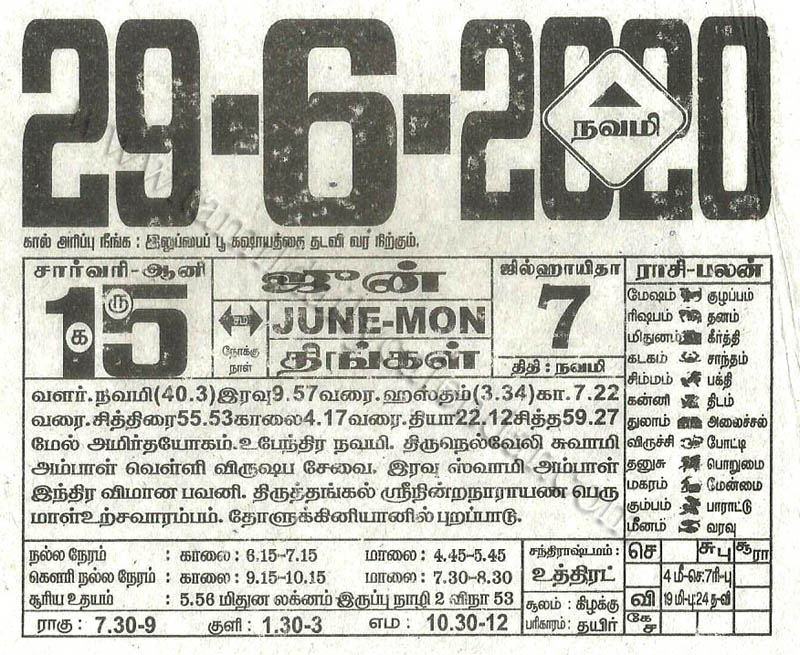 29-6-2020
நவமி
கால் அரிப்பு நீங்க : இலுப்பைப் பூ கஷாயத்தை தடவி வர நிற்கும்.
சார்வரி-ஆனி
15
க ரு
நோக்கு
நாள்
ஜுன்
JUNE-MON
திங்கள்
ஜில்ஹாயிதா
7
திதி : நவமி
ராசி-பலன்
மேஷம் குழப்பம்
ரிஷபம் தனம்
மிதுனம் கீர்த்தி
கடகம் சாந்தம்
சிம்மம் பக்தி
கன்னி திடம்
துலாம் அலைச்சல்
விருச்சி போட்டி
தனுசு பொறுமை
மகரம் மேன்மை
கும்பம் பாராட்டு
மீனம் வரவு
வளர். நவமி(40.3)இரவு9.57 வரை. ஹஸ்தம்(3.34) கா.7.22
வரை.சித்திரை55.53காலை4.17 வரை.தியா22.12சித்த59.27
மேல் அமிர்தயோகம். உபேந்திர நவமி. திருநெல்வேலி சுவாமி
அம்பாள் வெள்ளி விருஷப சேவை. இரவு ஸ்வாமி அம்பாள்
இந்திர விமான பவனி. திருத்தங்கல் ஸ்ரீநின்றநாராயண பெரு
மாள்உற்சவாரம்பம். தோளுக்கினியானில் புறப்பாடு.
நல்ல நேரம் : காலை: 6.15-7.15 மாலை: 4.45-5.45
கௌரி நல்ல நேரம் : காலை: 9.15-10.15 மாலை: 7.30-8.30
சூரிய உதயம் : 5.56 மிதுன லக்னம் இருப்பு நாழி 2 விநா 53
ராகு : 7.30-9 குளி : 1.30-3 எம : 10.30-12
சந்திராஷ்டமம் :
உத்திரட்
சூலம் : கிழக்கு
பரிகாரம் : தயிர்
செ சுபு சூரா
4 மீ-செ:7ரி-பு
வி 19 மி-பு:24 த-வி
கேச